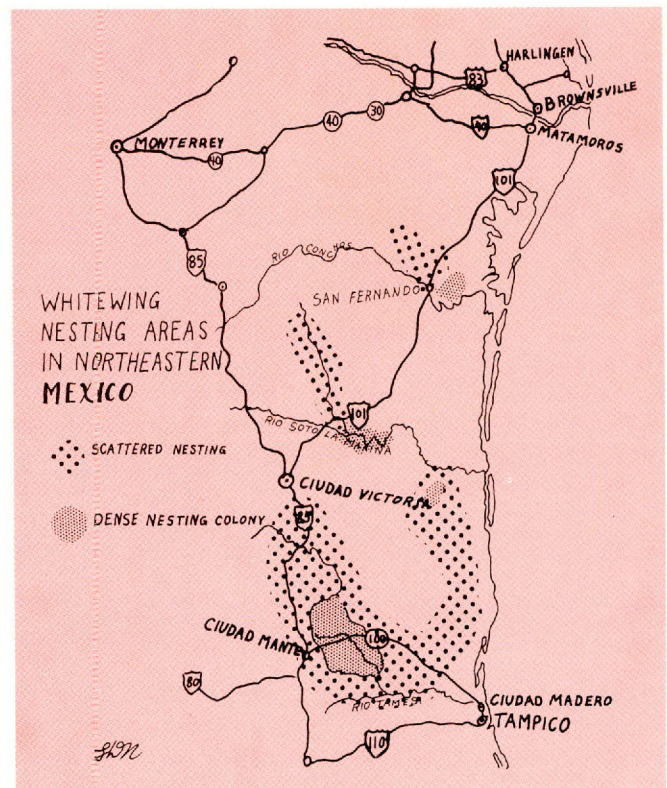 HARLINGEN
83
BROWNSVILLE
40
30
40
MATAMOROS
MONTERREY
40
101
85
RIO CONCHAS
SAN FERNANDO
WHITEWING
NESTING AREAS
IN NORTHEASTERN
MEXICO
101
RIO SOTO LA MARINA
SCATTERED NESTING
CIUDAD VICTORIA
85
DENSE NESTING COLONY
CIUDAD MANTE
180
80
CIUDAD MADERO
RIO TAMESI
TAMPICO
110